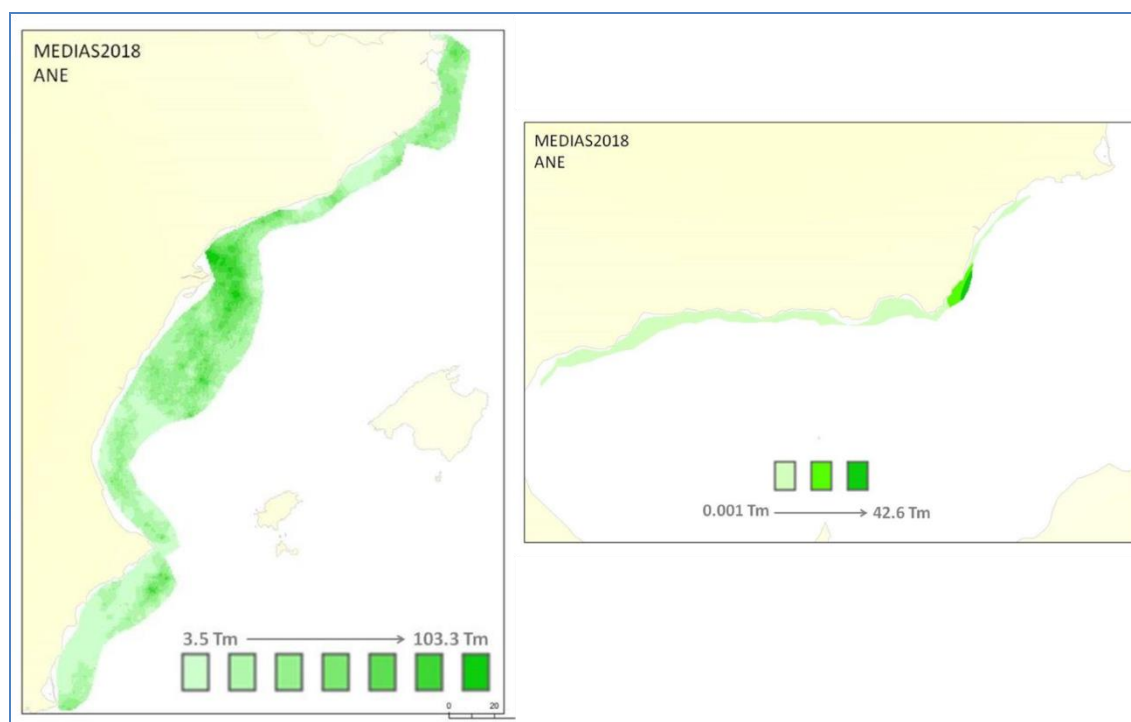 MEDIAS2018
ANE
3.5 Tm
103.3 Tm
0 20
MEDIAS2018
ANE
0.001 Tm
42.6 Tm